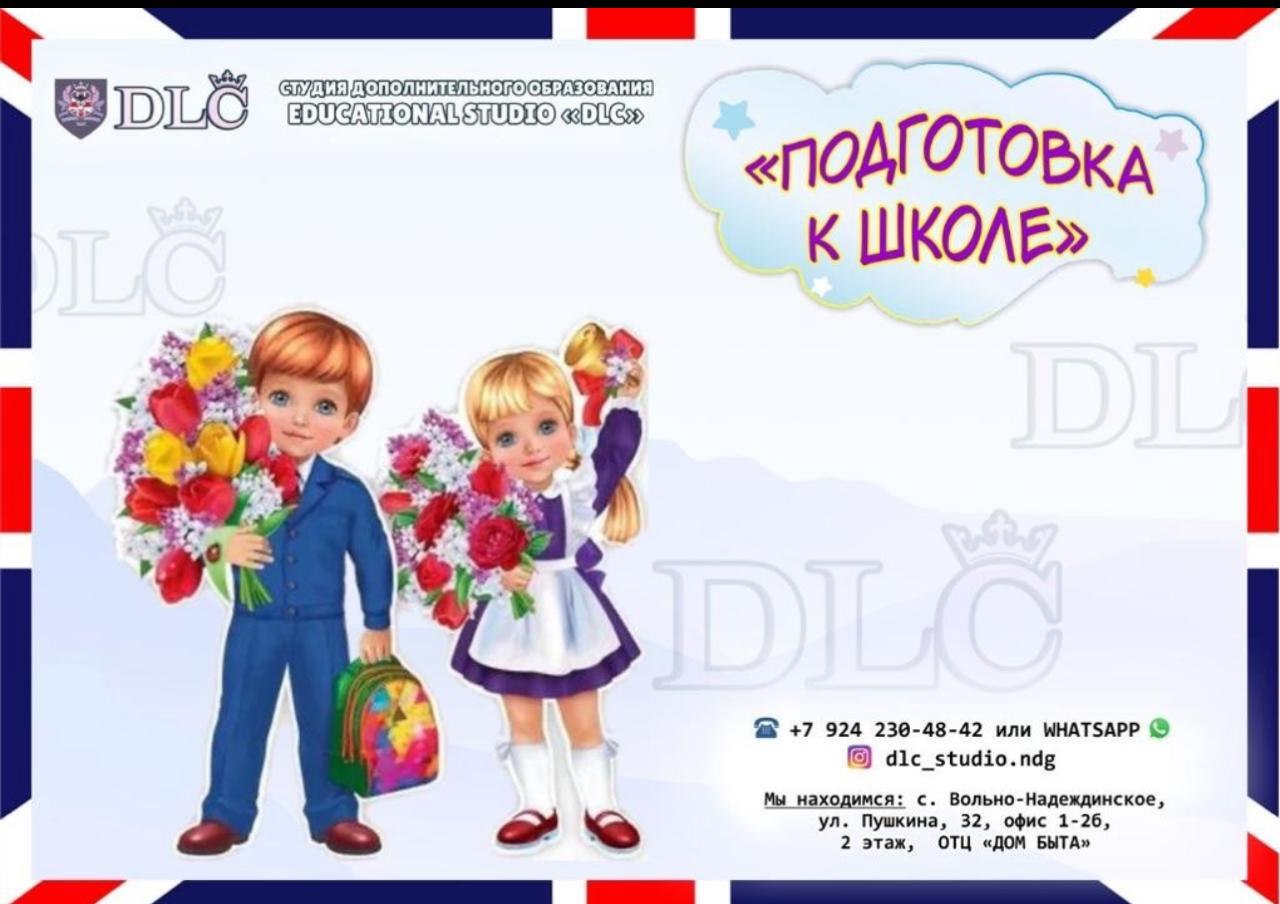 DLC
СТУДИЯ ДОПОЛНИТЕЛЬНОГО ОБРАЗОВАНИЯ
EDUCATIONAL STUDIO «DLC»
«ПОДГОТОВКА
К ШКОЛЕ»
DLC
DL
DLC
+7 924 230-48-42 или WHATSAPP
dlc_studio.ndg
Мы находимся: с. Вольно-Надеждинское,
ул. Пушкина, 32, офис 1-2б,
2 этаж, ОТЦ «ДОМ БЫТА»